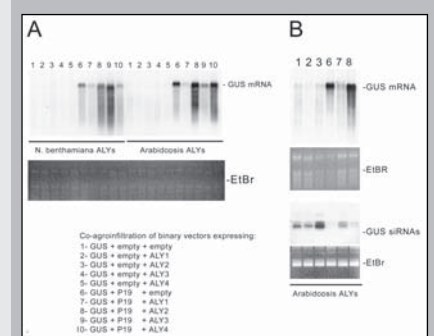 A
1 2 3 4 5 6 7 8 9 10 1 2 3 4 5 6 7 8 9 10
- GUS mRNA
N. benthamiana ALYs Arabidcosis ALYs
-EtBr
Co-agroinfiltration of binary vectors expressing:
1- GUS + empty + empty
2- GUS + empty + ALY1
3- GUS + empty + ALY2
4- GUS + empty + ALY3
5- GUS + empty + ALY4
6- GUS + P19 + empty
7- GUS + P19 + ALY1
8- GUS + P19 + ALY2
9- GUS + P19 + ALY3
10- GUS + P19 + ALY4
B
1 2 3 6 7 8
-GUS mRNA
-EtBR
-GUS siRNAs
-EtBr
Arabidcosis ALYs